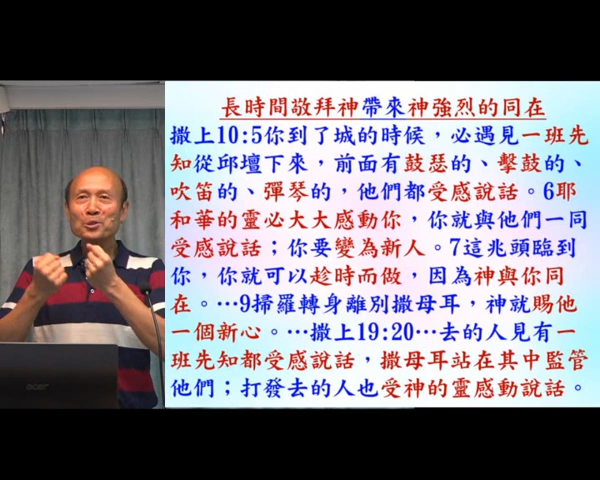 長時間敬拜神帶來神強烈的同在
撒上10:5你到了城的時候，必遇見一班先
知從邱壇下來，前面有鼓瑟的、擊鼓的、
吹笛的、彈琴的，他們都受感說話。6耶
和華的靈必大大感動你，你就與他們一同
受感說話；你要變為新人。7這兆頭臨到
你，你就可以趁時而做，因為神與你同
在。…9掃羅轉身離別撒母耳，神就賜他
一個新心。…撒上19:20…去的人見有一
班先知都受感說話，撒母耳站在其中監管
他們；打發去的人也受神的靈感動說話。
acer